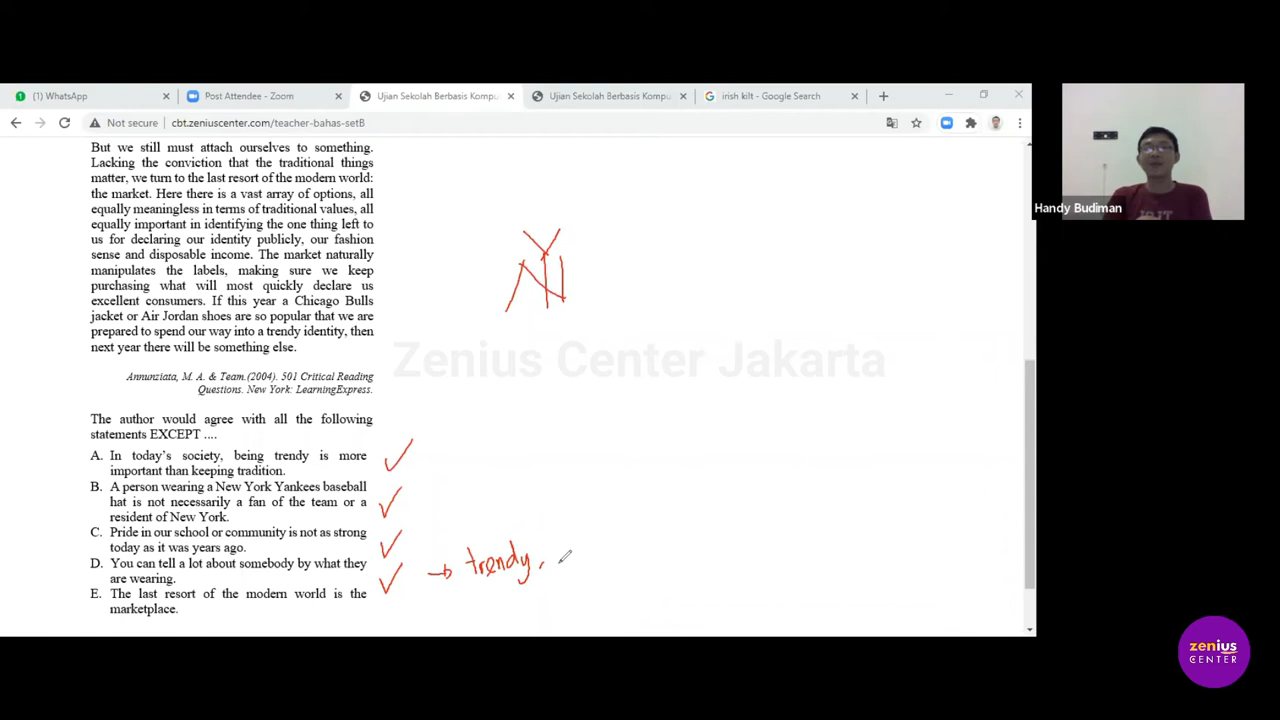 (1) WhatsApp
Post Attendee - Zoom
Ujian Sekolah Berbasis Kompu
Ujian Sekolah Berbasis Kompu
irish kilt - Google Search
Not secure
cbt.zeniuscenter.com/teacher-bahas-setB
But we still must attach ourselves to something.
Lacking the conviction that the traditional things
matter, we turn to the last resort of the modern world:
the market. Here there is a vast array of options, all
equally meaningless in terms of traditional values, all
equally important in identifying the one thing left to
us for declaring our identity publicly, our fashion
sense and disposable income. The market naturally
manipulates the labels, making sure we keep
purchasing what will most quickly declare us
excellent consumers. If this year a Chicago Bulls
jacket or Air Jordan shoes are so popular that we are
prepared to spend our way into a trendy identity, then
next year there will be something else.
Annunziata, M. A. & Team.(2004). 501 Critical Reading
Questions. New York: LearningExpress.
The author would agree with all the following
statements EXCEPT ....
A. In today's society, being trendy is more
important than keeping tradition.
B. A person wearing a New York Yankees baseball
hat is not necessarily a fan of the team or a
resident of New York.
C. Pride in our school or community is not as strong
today as it was years ago.
D. You can tell a lot about somebody by what they
are wearing.
E. The last resort of the modern world is the
marketplace.
NY
Zenius Center Jakarta
→ trendy,
Handy Budiman
zenius
CENTER